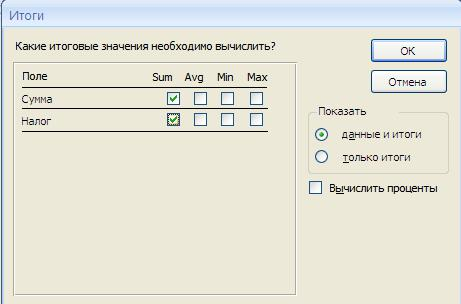 Итоги
Какие итоговые значения необходимо вычислить?
Поле Sum Avg Min Max
Сумма
Налог
OK
Отмена
Показать
данные и итоги
только итоги
Вычислить проценты